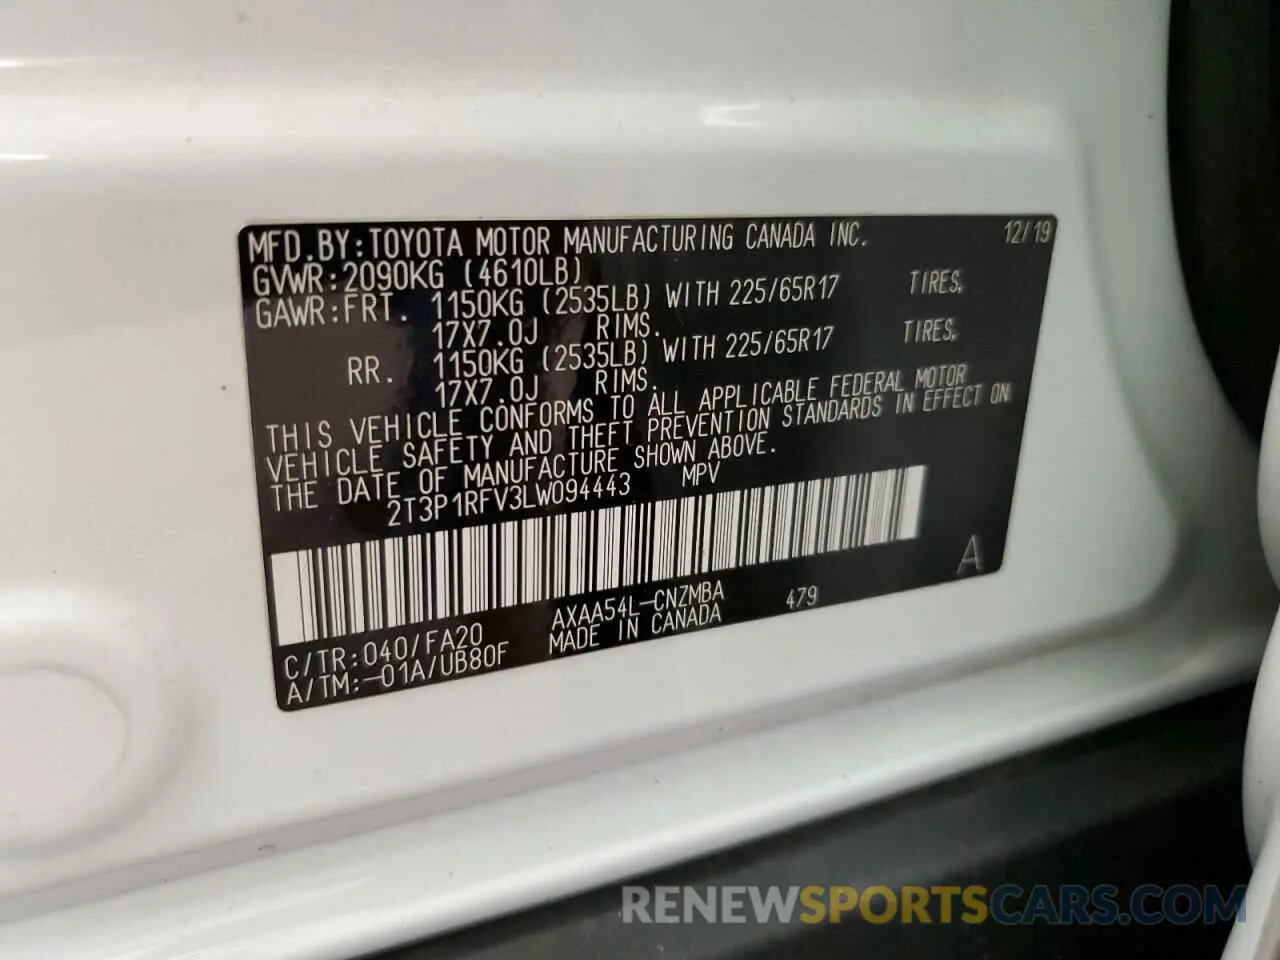 MFD.BY:TOYOTA MOTOR MANUFACTURING CANADA INC. 12/19
GVWR:2090KG (4610LB)
GAWR:FRT. 1150KG (2535LB) WITH 225/65R17 TIRES,
17X7.0J RIMS.
RR. 1150KG (2535LB) WITH 225/65R17 TIRES,
17X7.0J RIMS.
THIS VEHICLE CONFORMS TO ALL APPLICABLE FEDERAL MOTOR
VEHICLE SAFETY AND THEFT PREVENTION STANDARDS IN EFFECT ON
THE DATE OF MANUFACTURE SHOWN ABOVE.
2T3P1RFV3LW094443 MPV
A
C/TR:040/FA20 AXAA54L-CNZMBA 479
A/TM:-01A/UB80F MADE IN CANADA
RENEWSPORTSCARS.COM